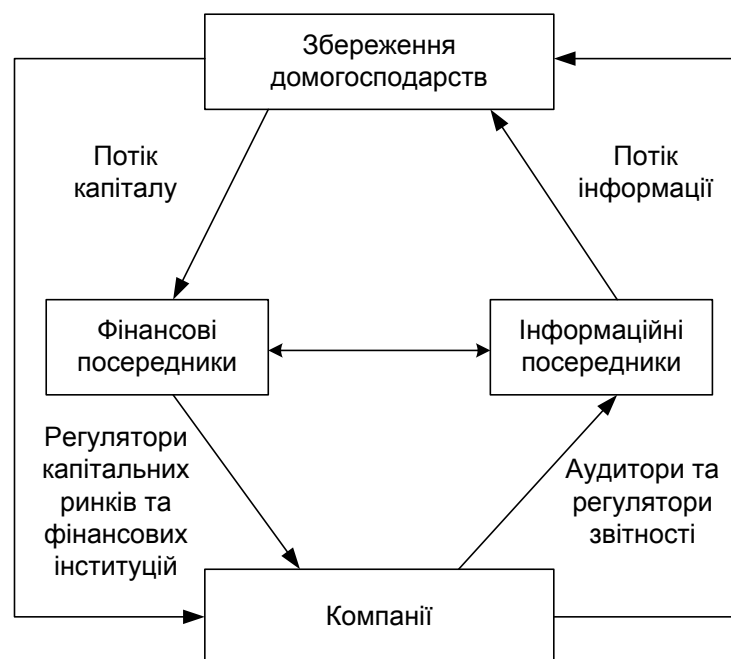 Збереження
домогосподарств
Потік
капіталу
Потік
інформації
Фінансові
посередники
Інформаційні
посередники
Регулятори
капітальних
ринків та
фінансових
інституцій
Аудитори та
регулятори
звітності
Компанії